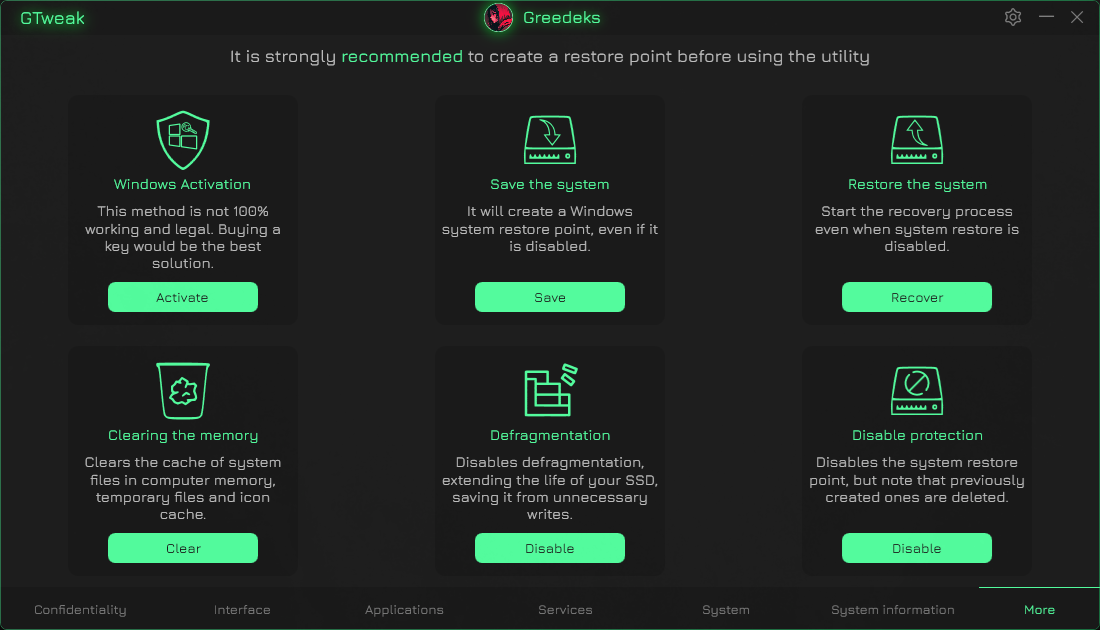 GTweak
Greedeks
It is strongly recommended to create a restore point before using the utility
Windows Activation
This method is not 100%
working and legal. Buying a
key would be the best
solution.
Activate
Save the system
It will create a Windows
system restore point, even if it
is disabled.
Save
Restore the system
Start the recovery process
even when system restore is
disabled.
Recover
Clearing the memory
Clears the cache of system
files in computer memory,
temporary files and icon
cache.
Clear
Defragmentation
Disables defragmentation,
extending the life of your SSD,
saving it from unnecessary
writes.
Disable
Disable protection
Disables the system restore
point, but note that previously
created ones are deleted.
Disable
Confidentiality
Interface
Applications
Services
System
System information
More